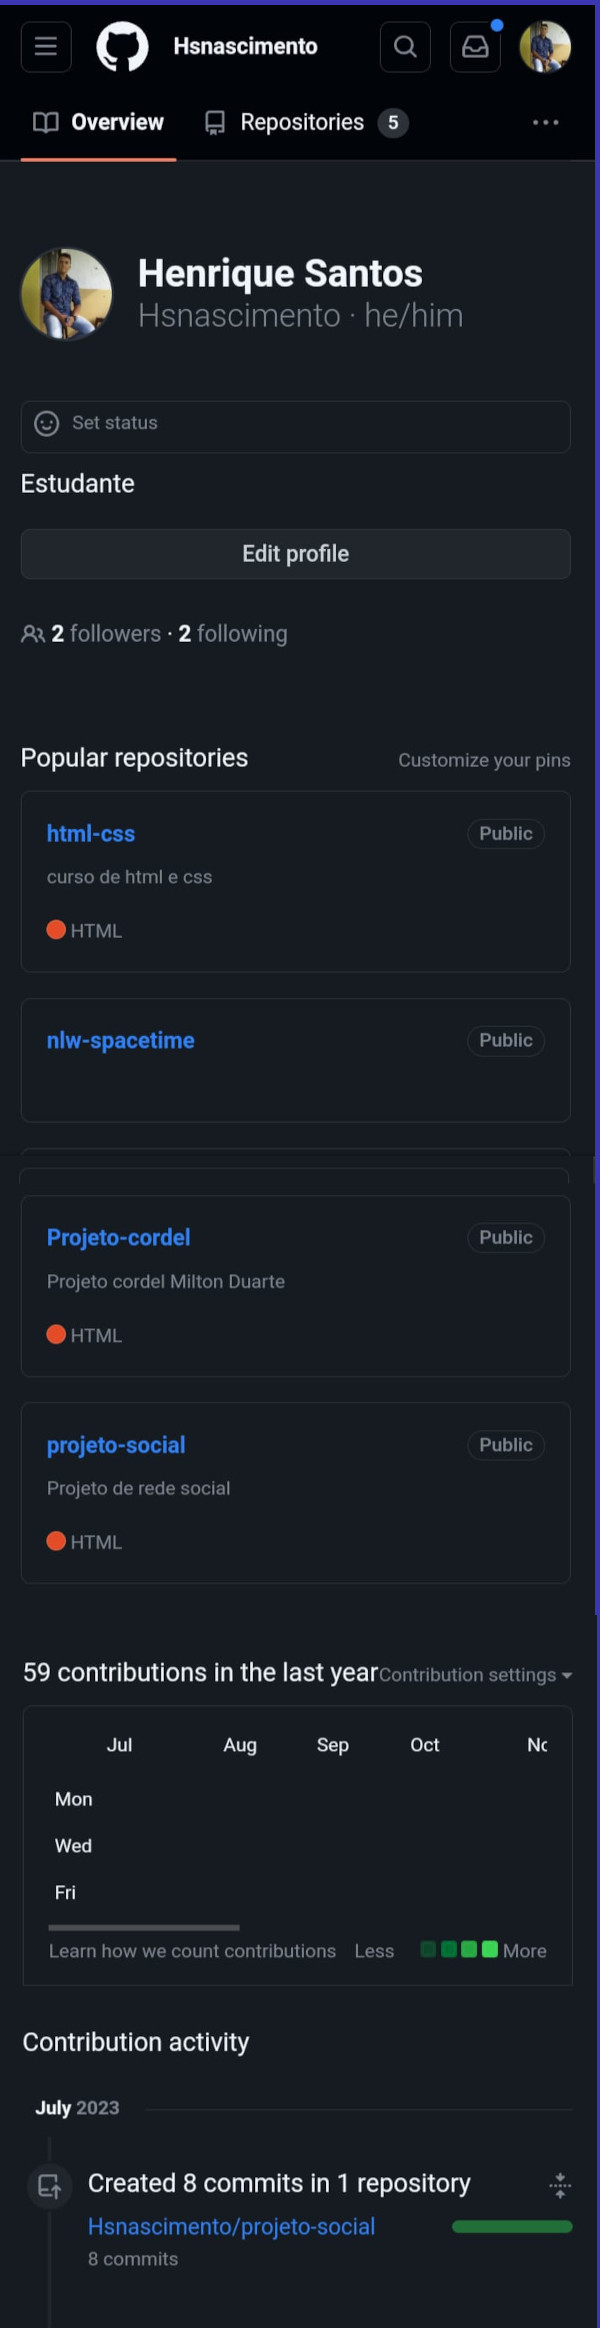 Hsnascimento
Overview
Repositories 5
Henrique Santos
Hsnascimento · he/him
Set status
Estudante
Edit profile
2 followers · 2 following
Popular repositories
Customize your pins
html-css
Public
curso de html e css
HTML
nlw-spacetime
Public
Projeto-cordel
Public
Projeto cordel Milton Duarte
HTML
projeto-social
Public
Projeto de rede social
HTML
59 contributions in the last year
Contribution settings
Jul Aug Sep Oct
Mon
Wed
Fri
Learn how we count contributions
Less
More
Contribution activity
July 2023
Created 8 commits in 1 repository
Hsnascimento/projeto-social
8 commits